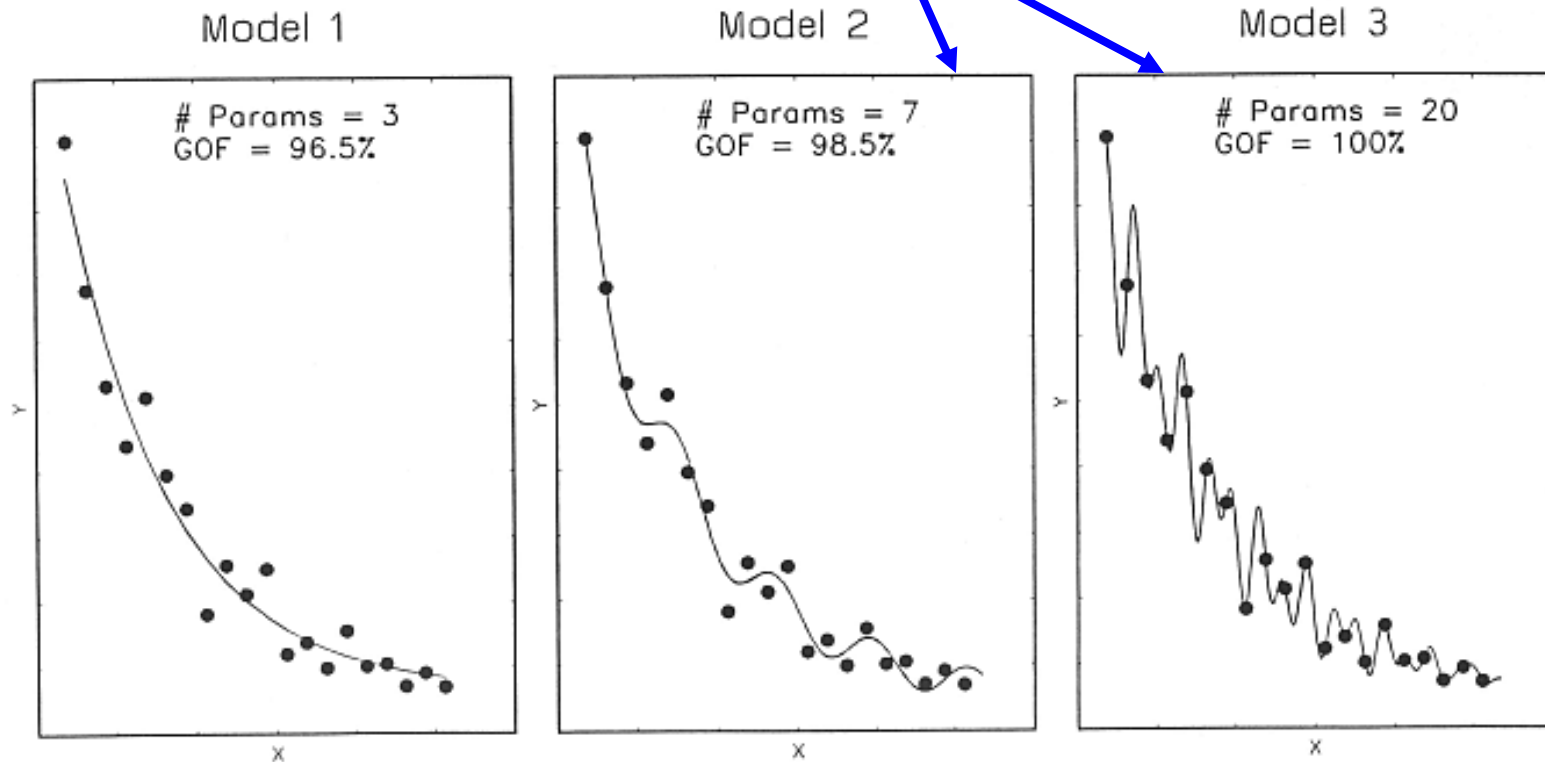 Model 1
# Params = 3
GOF = 96.5%
Y
X
Model 2
# Params = 7
GOF = 98.5%
Y
X
Model 3
# Params = 20
GOF = 100%
Y
X